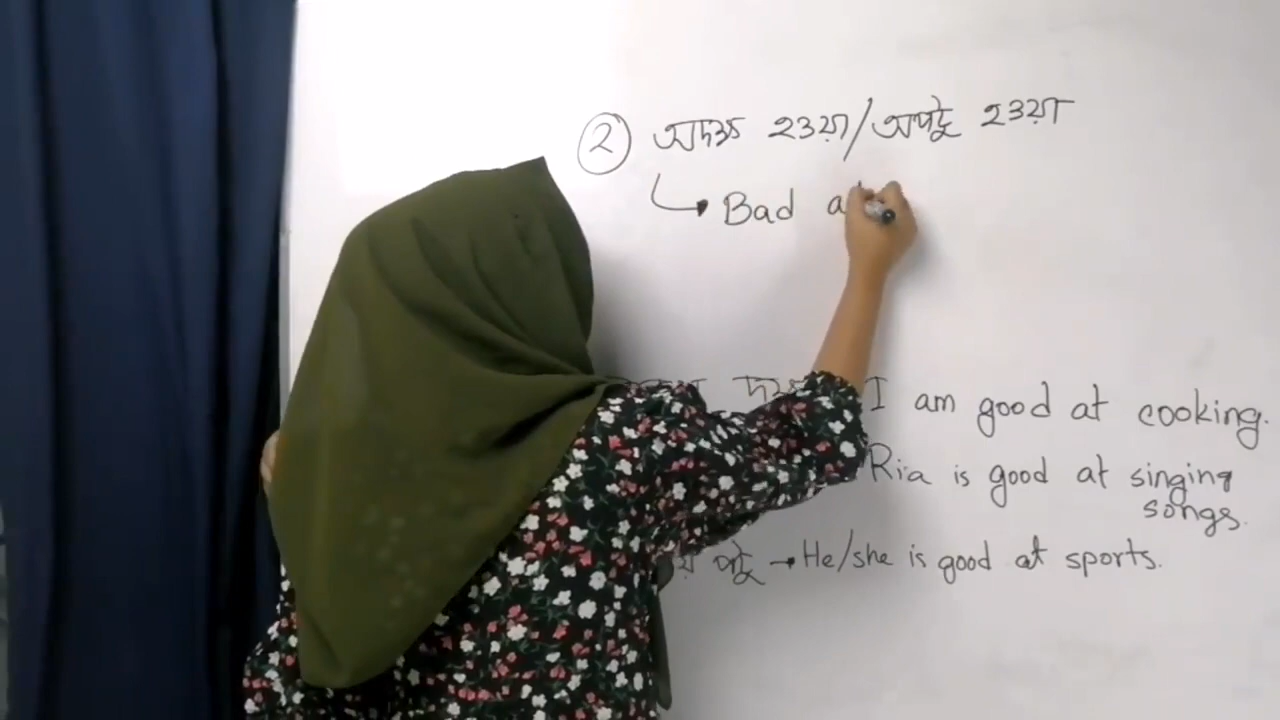 2 অদক্ষ হওয়া/অপটু হওয়া
Bad a
I am good at cooking.
Ria is good at singing
songs.
পটু → He/she is good at sports.